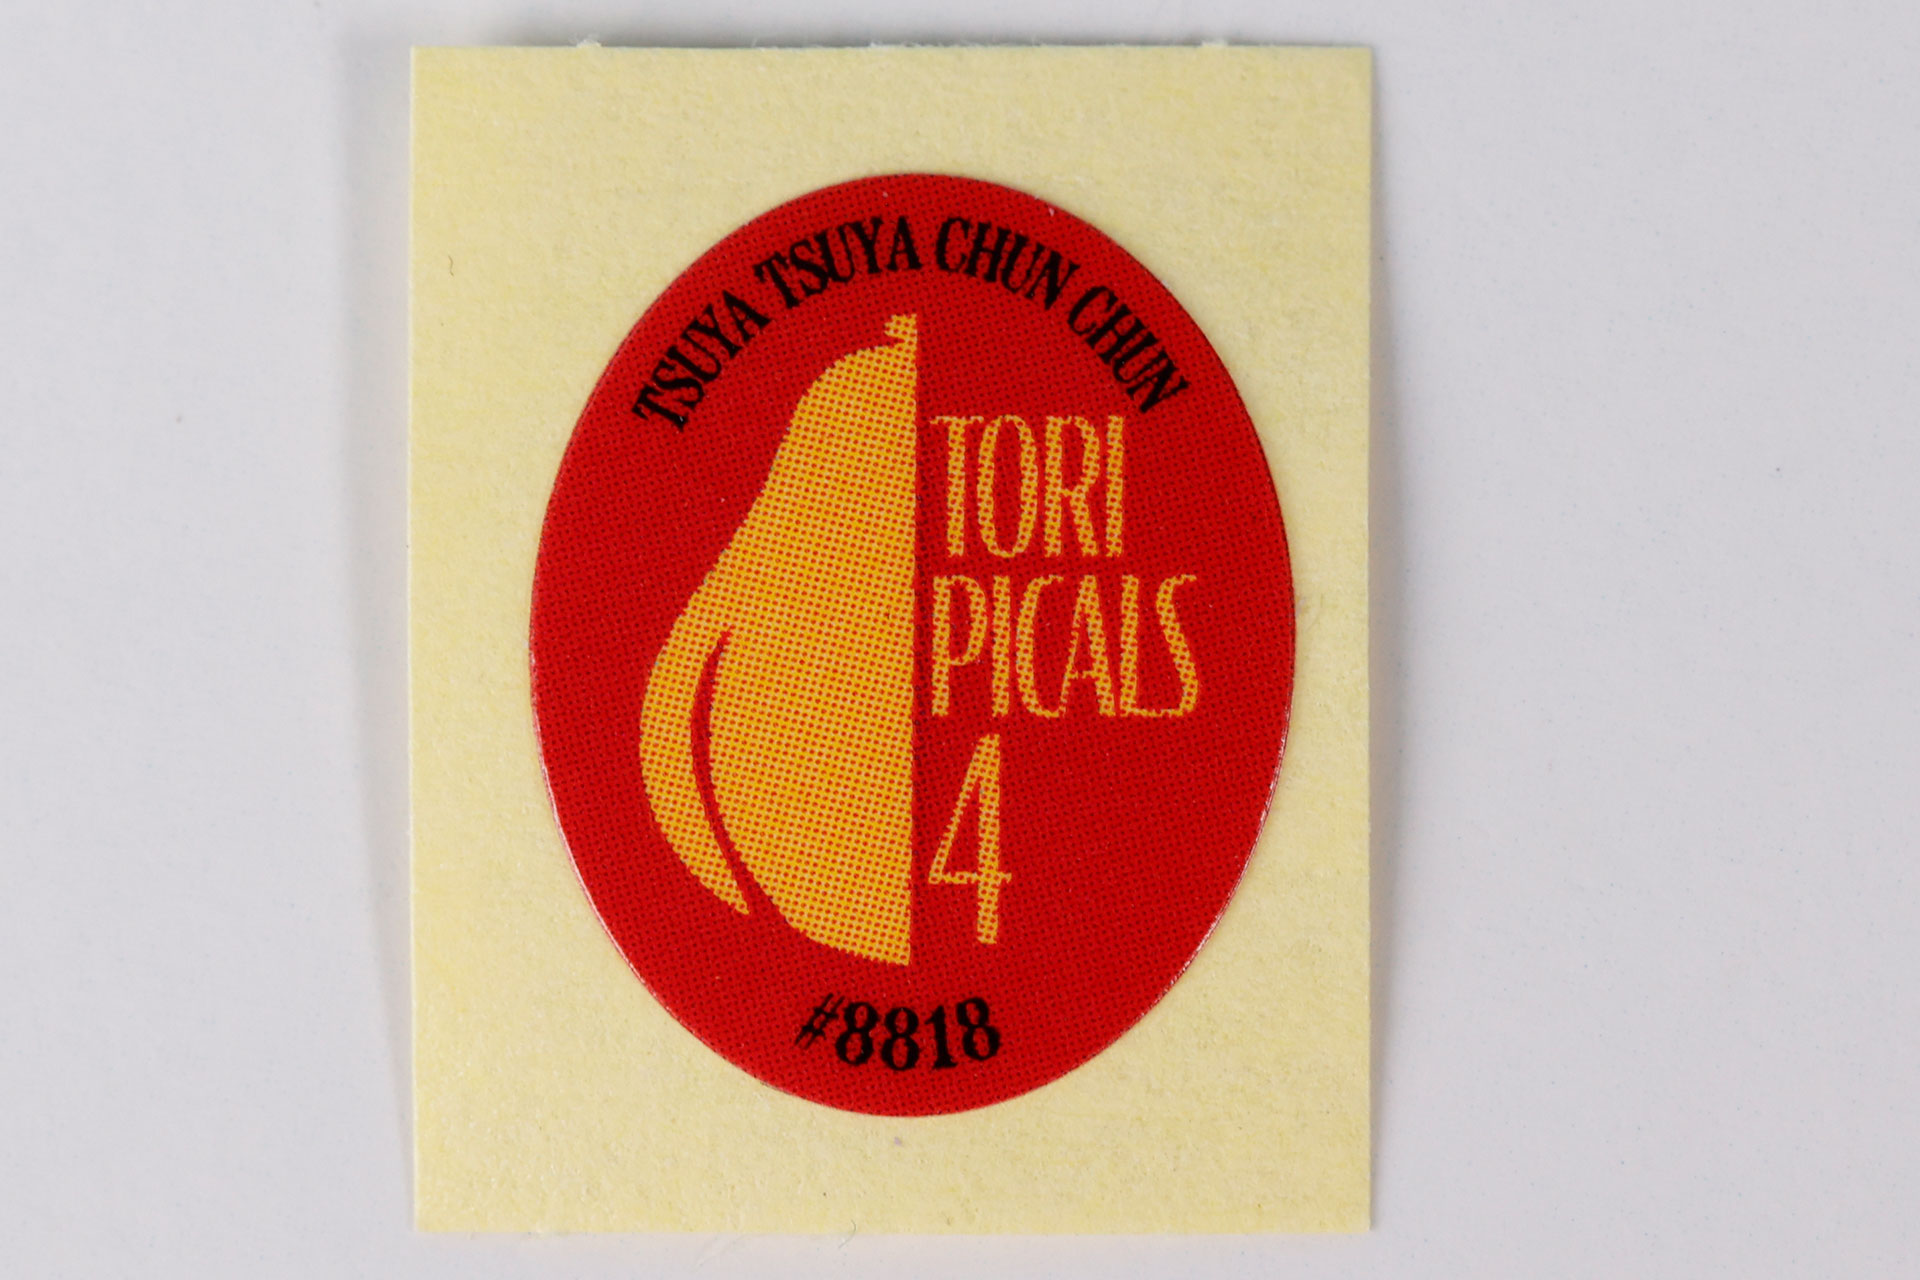 TSUYA TSUYA CHUN CHUN
TORI
PICALS
4
#8818